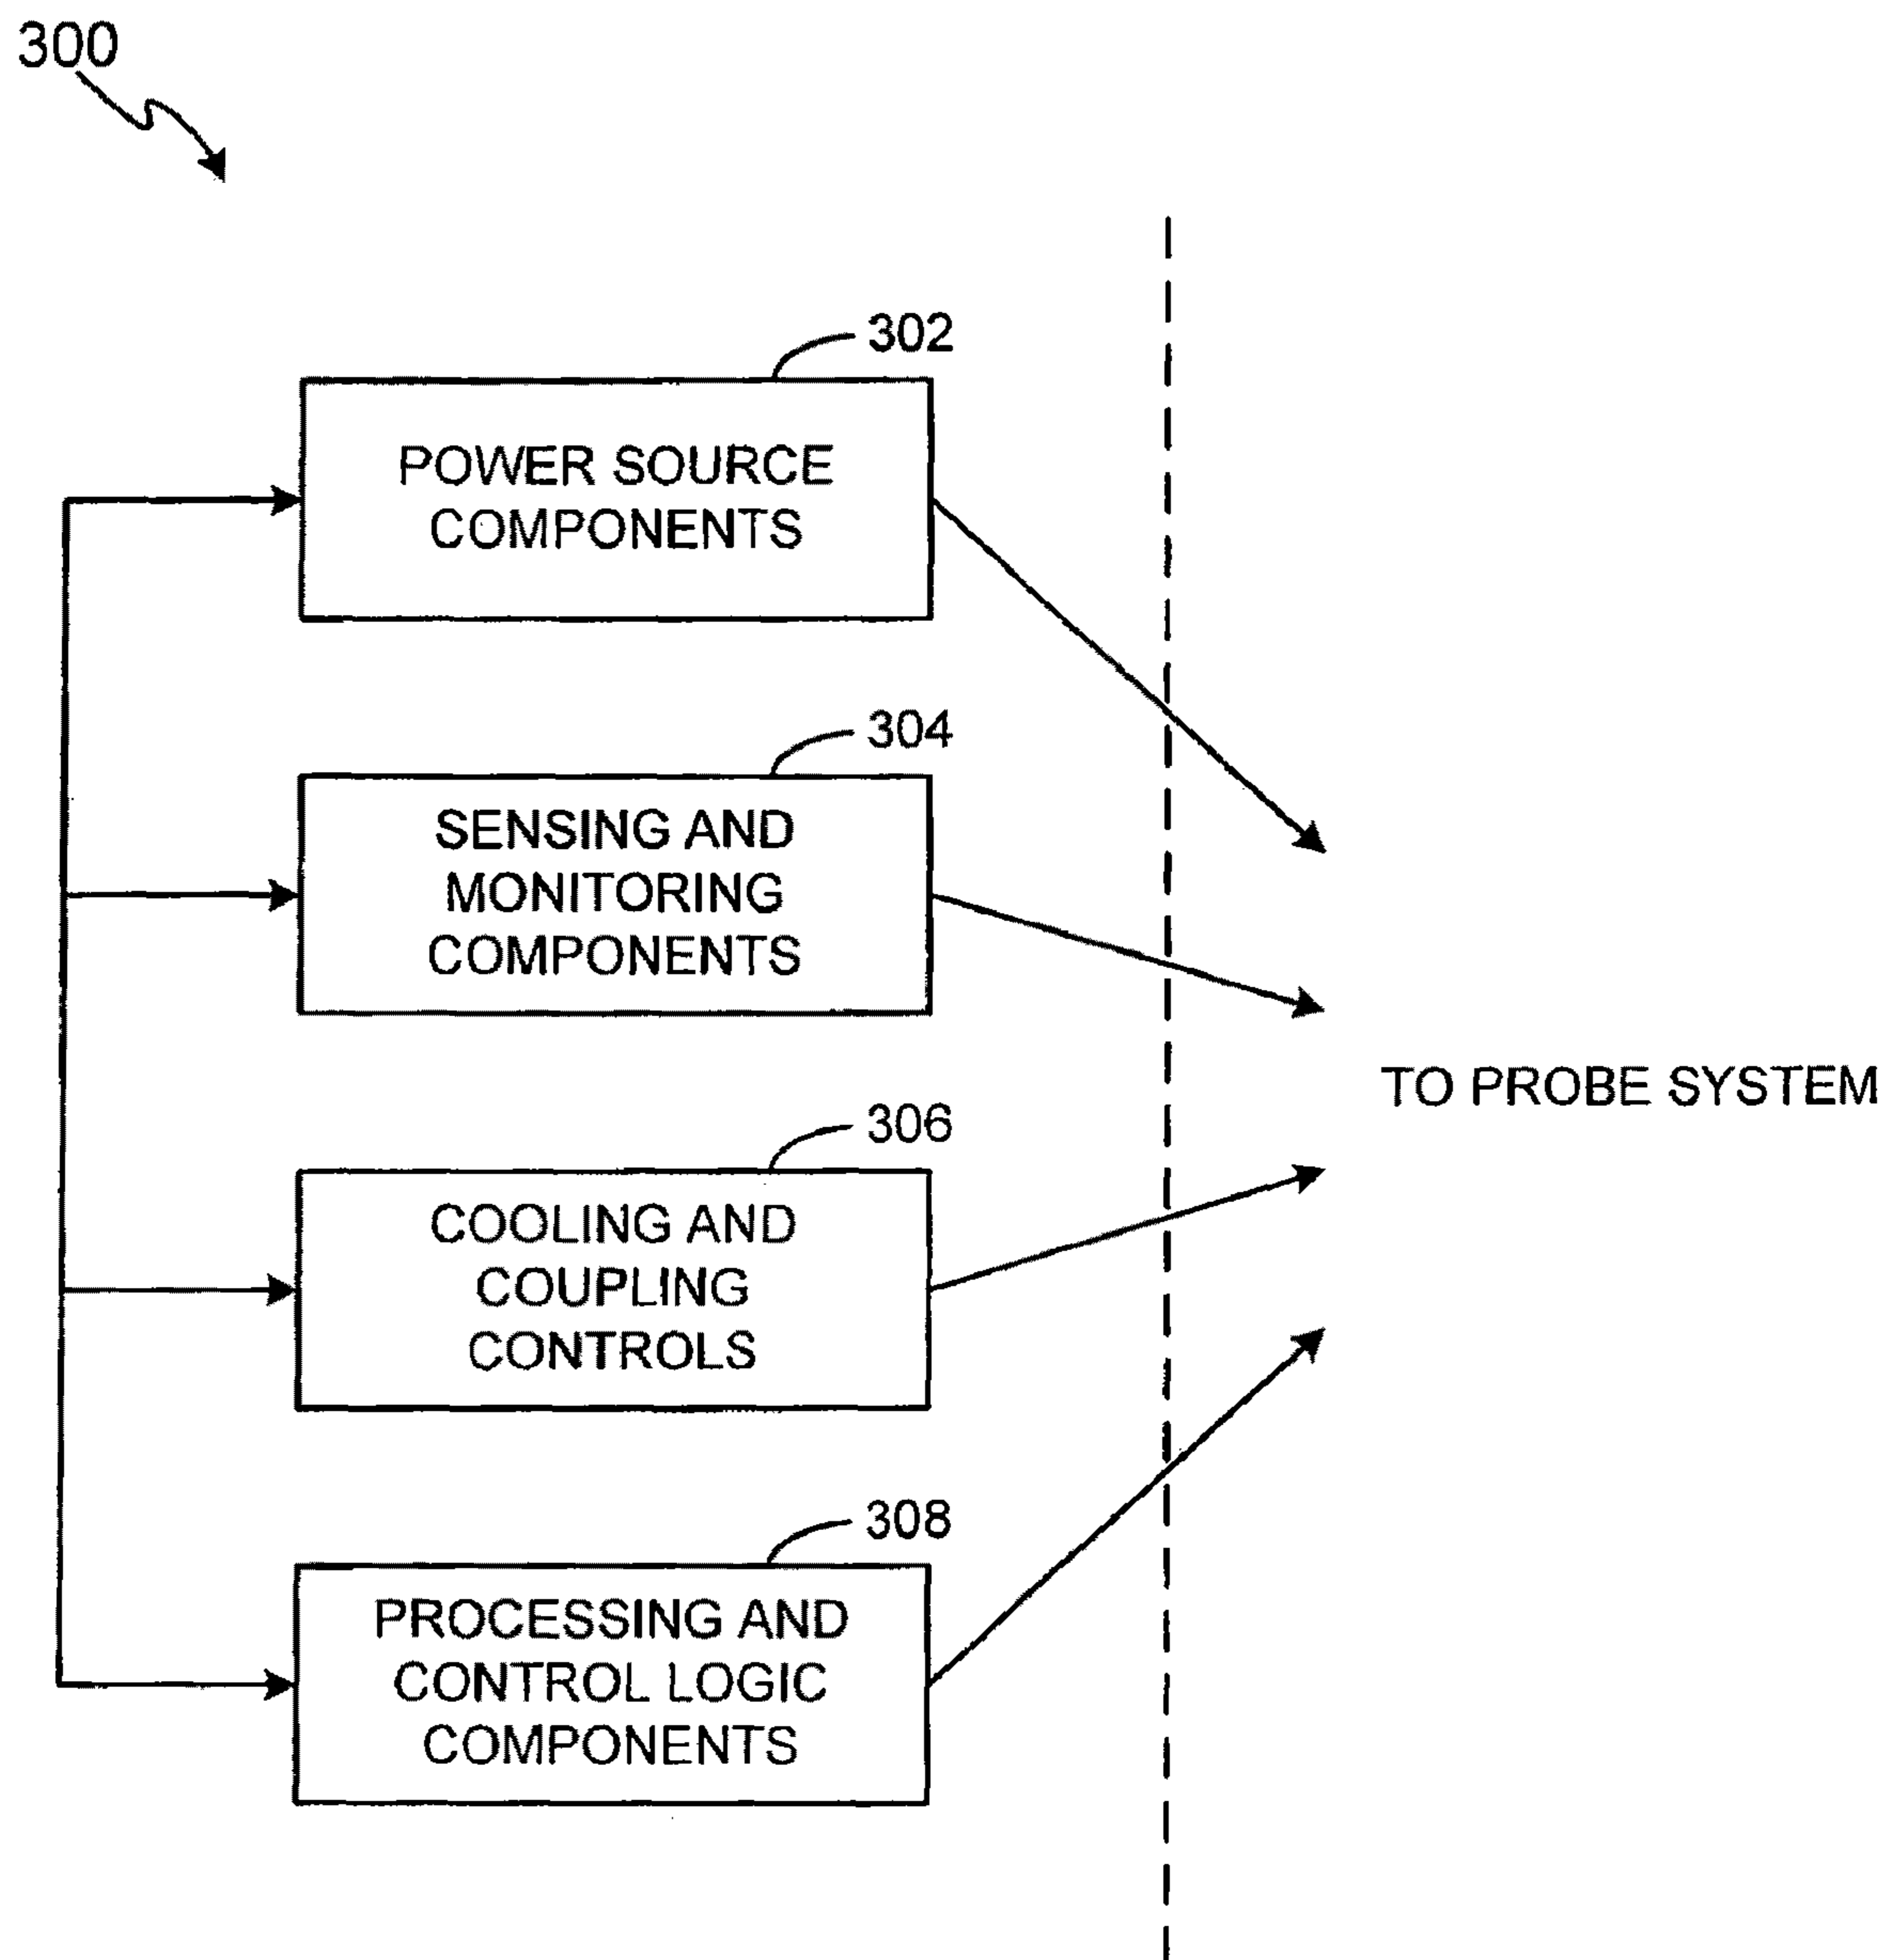 300
302
POWER SOURCE
COMPONENTS
304
SENSING AND
MONITORING
COMPONENTS
TO PROBE SYSTEM
306
COOLING AND
COUPLING
CONTROLS
308
PROCESSING AND
CONTROL LOGIC
COMPONENTS